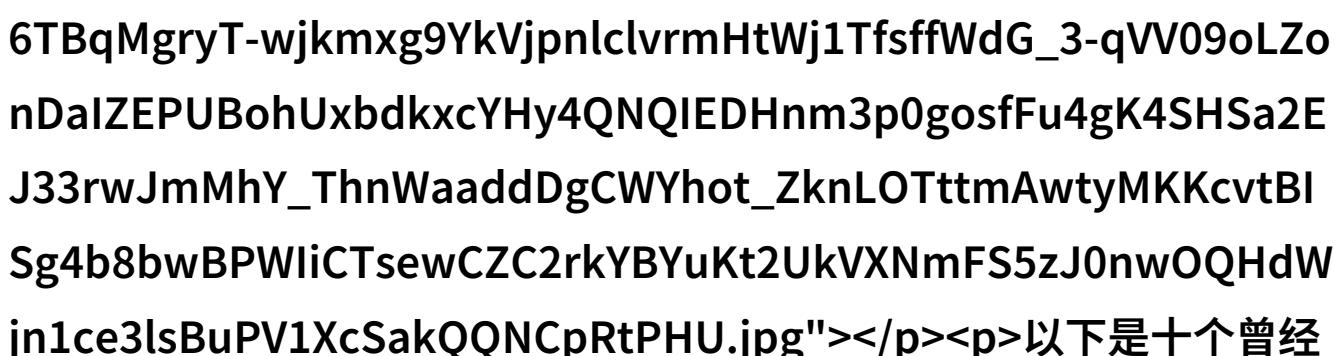 6TBqMgryT-wjkmxg9YkVjpnlclvrmHtWj1TfsffWdG_3-qVV09oLZo
nDaIZEPUBohUxbdkxcYHy4QNQIEDHnm3p0gosfFu4gK4SHSa2E
J33rwJmMhY_ThnWaaddDgCWYhot_ZknLOTttmAwtyMKKcvtBI
Sg4b8bwBPWIiCTsewCZC2rkYBYuKt2UkVXNmFS5zJ0nwOQHdW
jn1ce3lsBuPV1XcSakQQNCpRtPHU.jpg"></p><p>以下是十个曾经